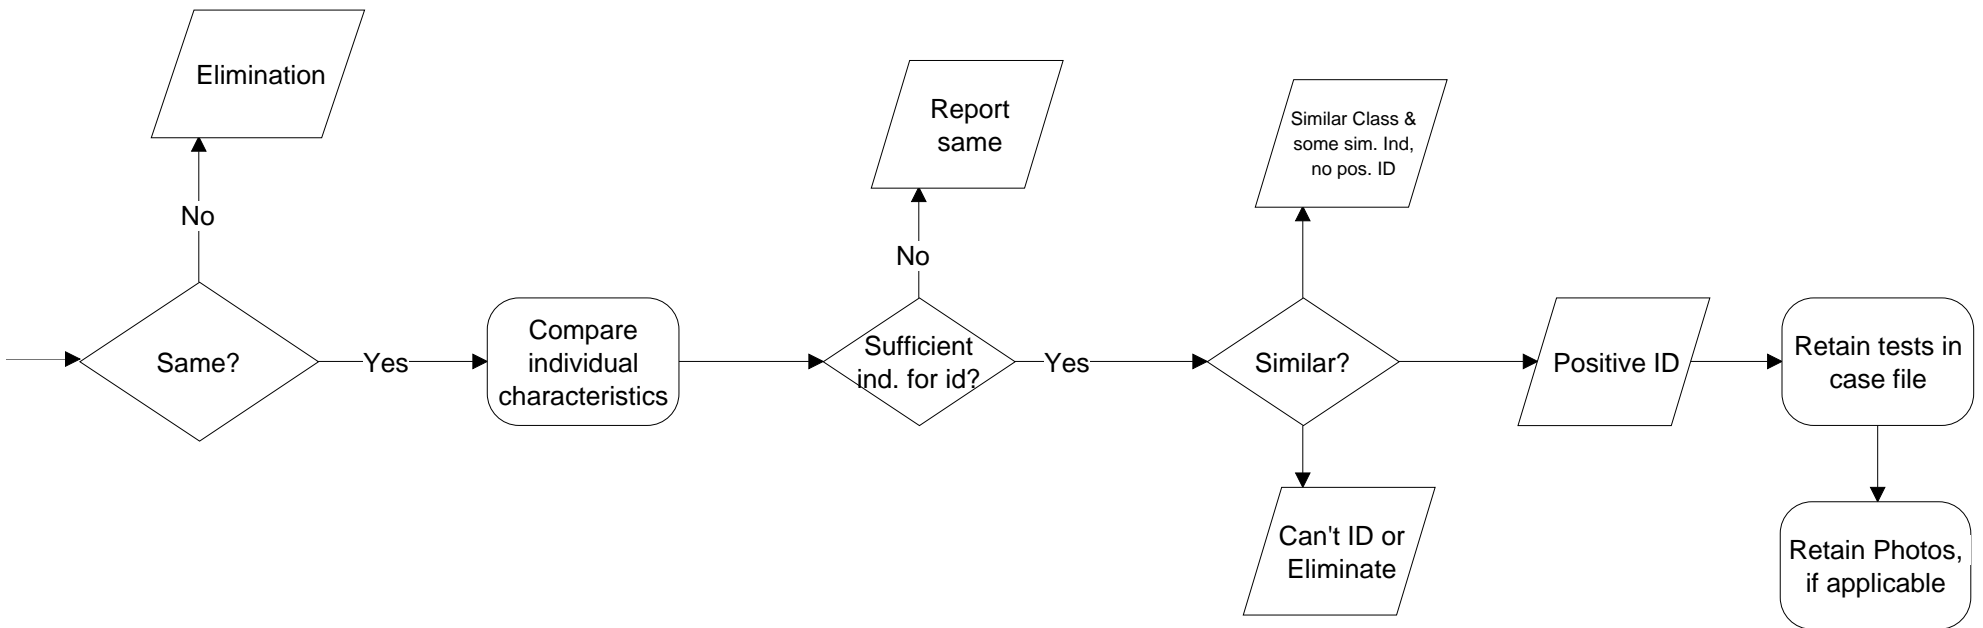 Elimination
No
Same?
Yes
Compare
individual
characteristics
Report
same
No
Sufficient
ind. for id?
Yes
Similar Class &
some sim. Ind,
no pos. ID
Similar?
Can't ID or
Eliminate
Positive ID
Retain tests in
case file
Retain Photos,
if applicable